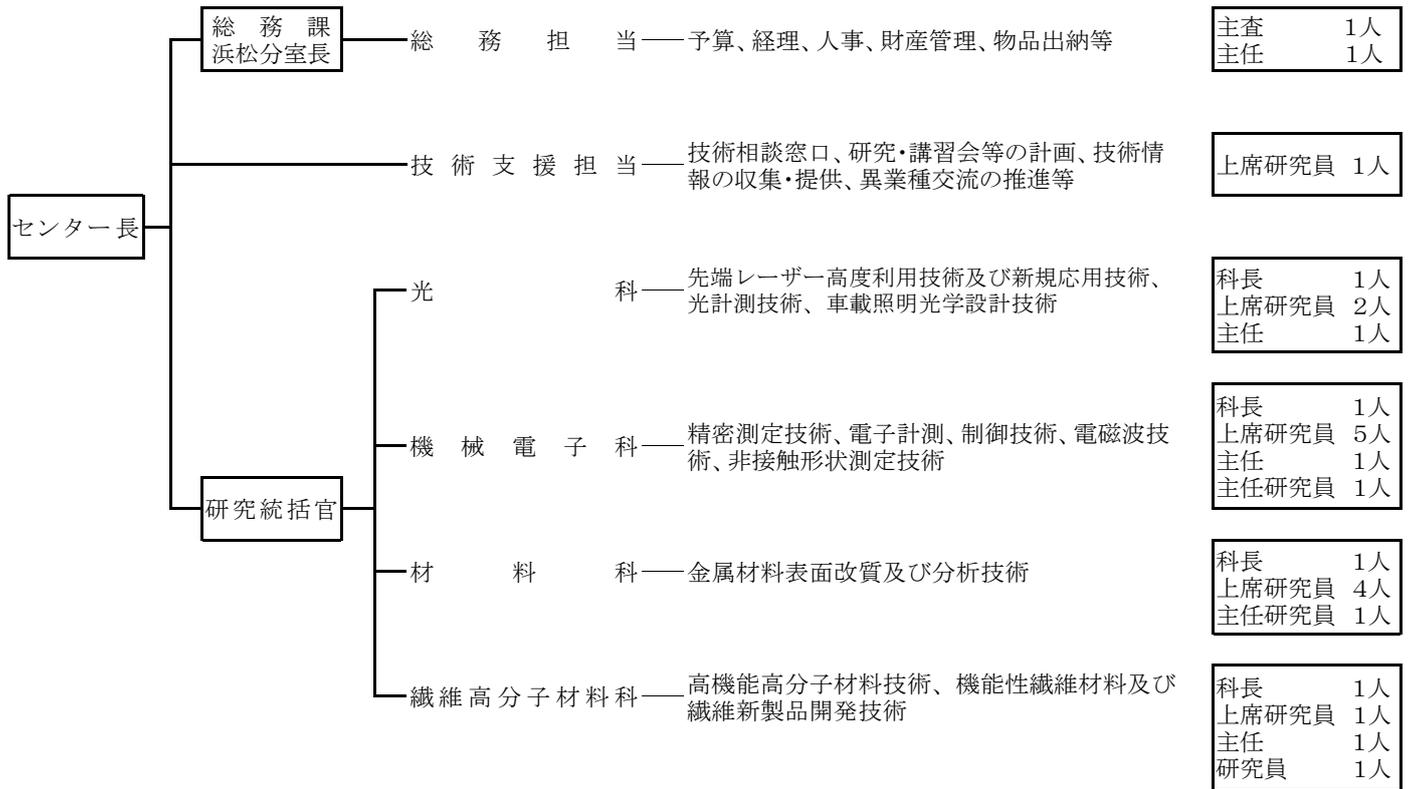 総務課
浜松分室長
総務担当
予算、経理、人事、財産管理、物品出納等
主査 1人
主任 1人
技術支援担当
技術相談窓口、研究・講習会等の計画、技術情
報の収集・提供、異業種交流の推進等
上席研究員 1人
センター長
光科
先端レーザー高度利用技術及び新規応用技術、
光計測技術、車載照明光学設計技術
科長 1人
上席研究員 2人
主任 1人
機械電子科
精密測定技術、電子計測、制御技術、電磁波技
術、非接触形状測定技術
科長 1人
上席研究員 5人
主任 1人
主任研究員 1人
研究統括官
材料科
金属材料表面改質及び分析技術
科長 1人
上席研究員 4人
主任研究員 1人
繊維高分子材料科
高機能高分子材料技術、機能性繊維材料及び
繊維新製品開発技術
科長 1人
上席研究員 1人
主任 1人
研究員 1人